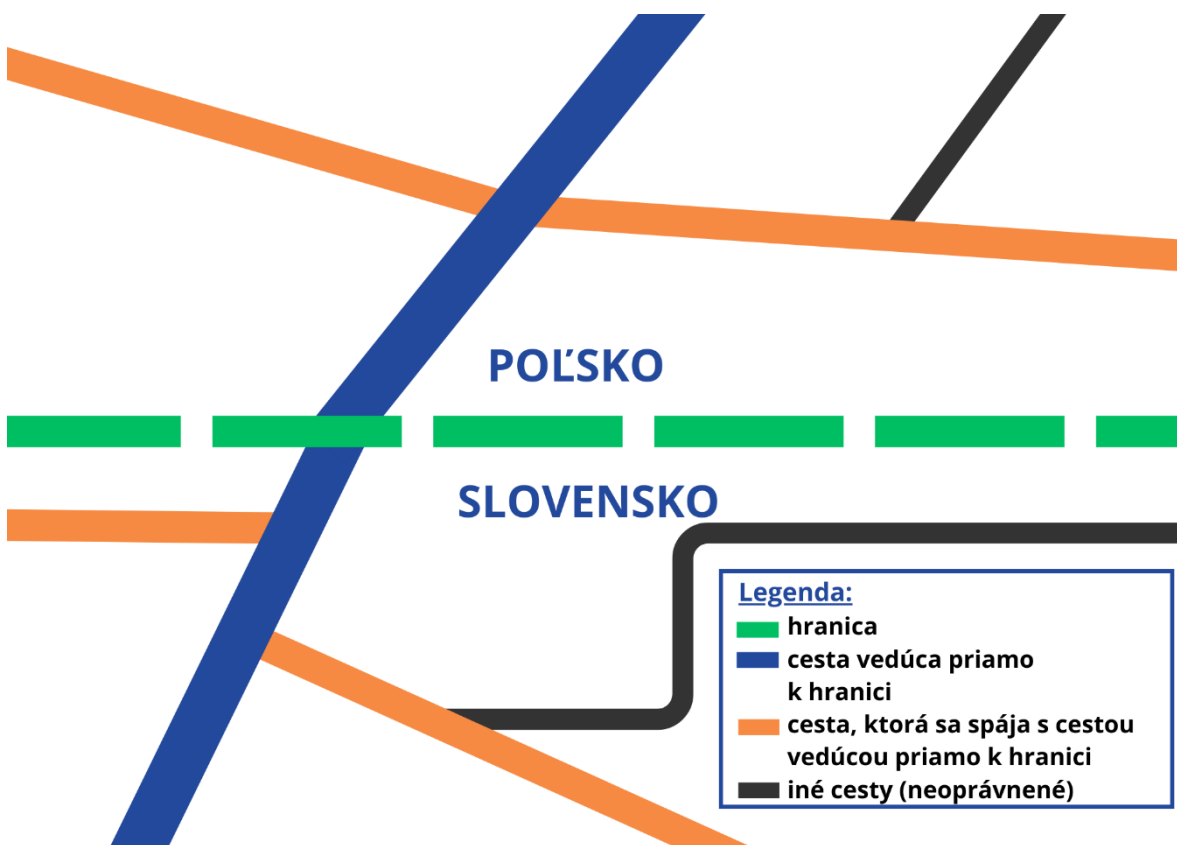 POĽSKO
SLOVENSKO
Legenda:
hranica
cesta vedúca priamo
k hranici
cesta, ktorá sa spája s cestou
vedúcou priamo k hranici
iné cesty (neoprávnené)